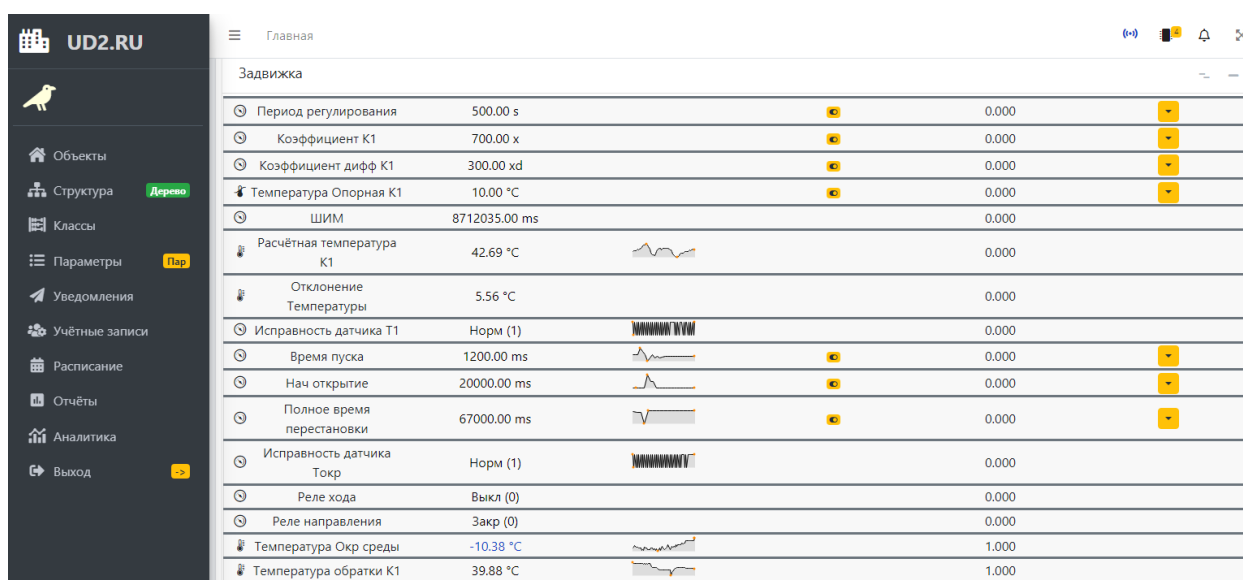 UD2.RU
Главная
Задвижка
Объекты
Структура Дерево
Классы
Параметры Пар
Уведомления
Учётные записи
Расписание
Отчёты
Аналитика
Выход ->
Период регулирования 500.00 s 0.000
Коэффициент К1 700.00 x 0.000
Коэффициент дифф К1 300.00 xd 0.000
Температура Опорная К1 10.00 °C 0.000
ШИМ 8712035.00 ms 0.000
Расчётная температура
К1 42.69 °C 0.000
Отклонение
Температуры 5.56 °C 0.000
Исправность датчика Т1 Норм (1) 0.000
Время пуска 1200.00 ms 0.000
Нач открытие 20000.00 ms 0.000
Полное время
перестановки 67000.00 ms 0.000
Исправность датчика
Токр Норм (1) 0.000
Реле хода Выкл (0) 0.000
Реле направления Закр (0) 0.000
Температура Окр среды -10.38 °C 1.000
Температура обратки К1 39.88 °C 1.000